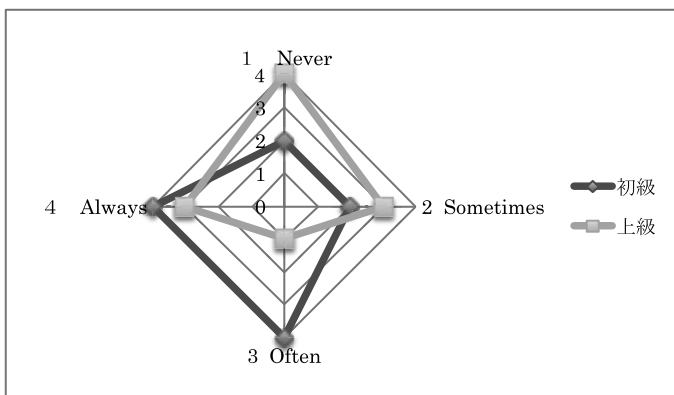 1 Never
4
3
2
1
0
4 Always
2 Sometimes
3 Often
初級
上級